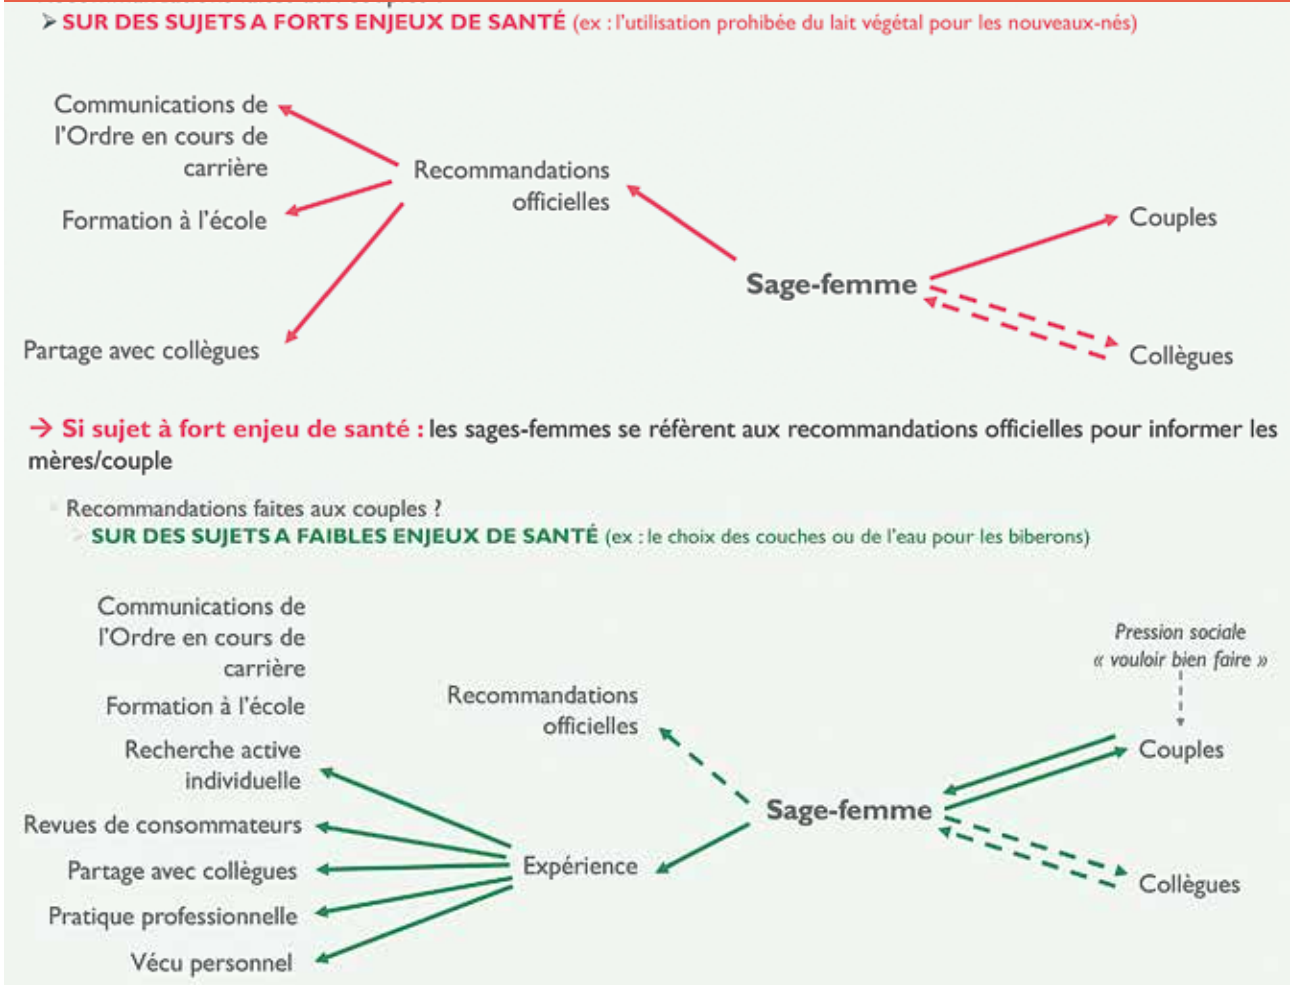 ➢ SUR DES SUJETS A FORTS ENJEUX DE SANTÉ (ex : l'utilisation prohibée du lait végétal pour les nouveaux-nés)
Communications de
l'Ordre en cours de
carrière
Recommandations
officielles
Formation à l'école
Couples
Sage-femme
Partage avec collègues
Collègues
→ Si sujet à fort enjeu de santé : les sages-femmes se réfèrent aux recommandations officielles pour informer les
mères/couple
Recommandations faites aux couples ?
SUR DES SUJETS A FAIBLES ENJEUX DE SANTÉ (ex : le choix des couches ou de l'eau pour les biberons)
Communications de
l'Ordre en cours de
carrière
Pression sociale
« vouloir bien faire »
Formation à l'école
Recommandations
officielles
Recherche active
individuelle
Couples
Revues de consommateurs
Sage-femme
Partage avec collègues
Expérience
Collègues
Pratique professionnelle
Vécu personnel